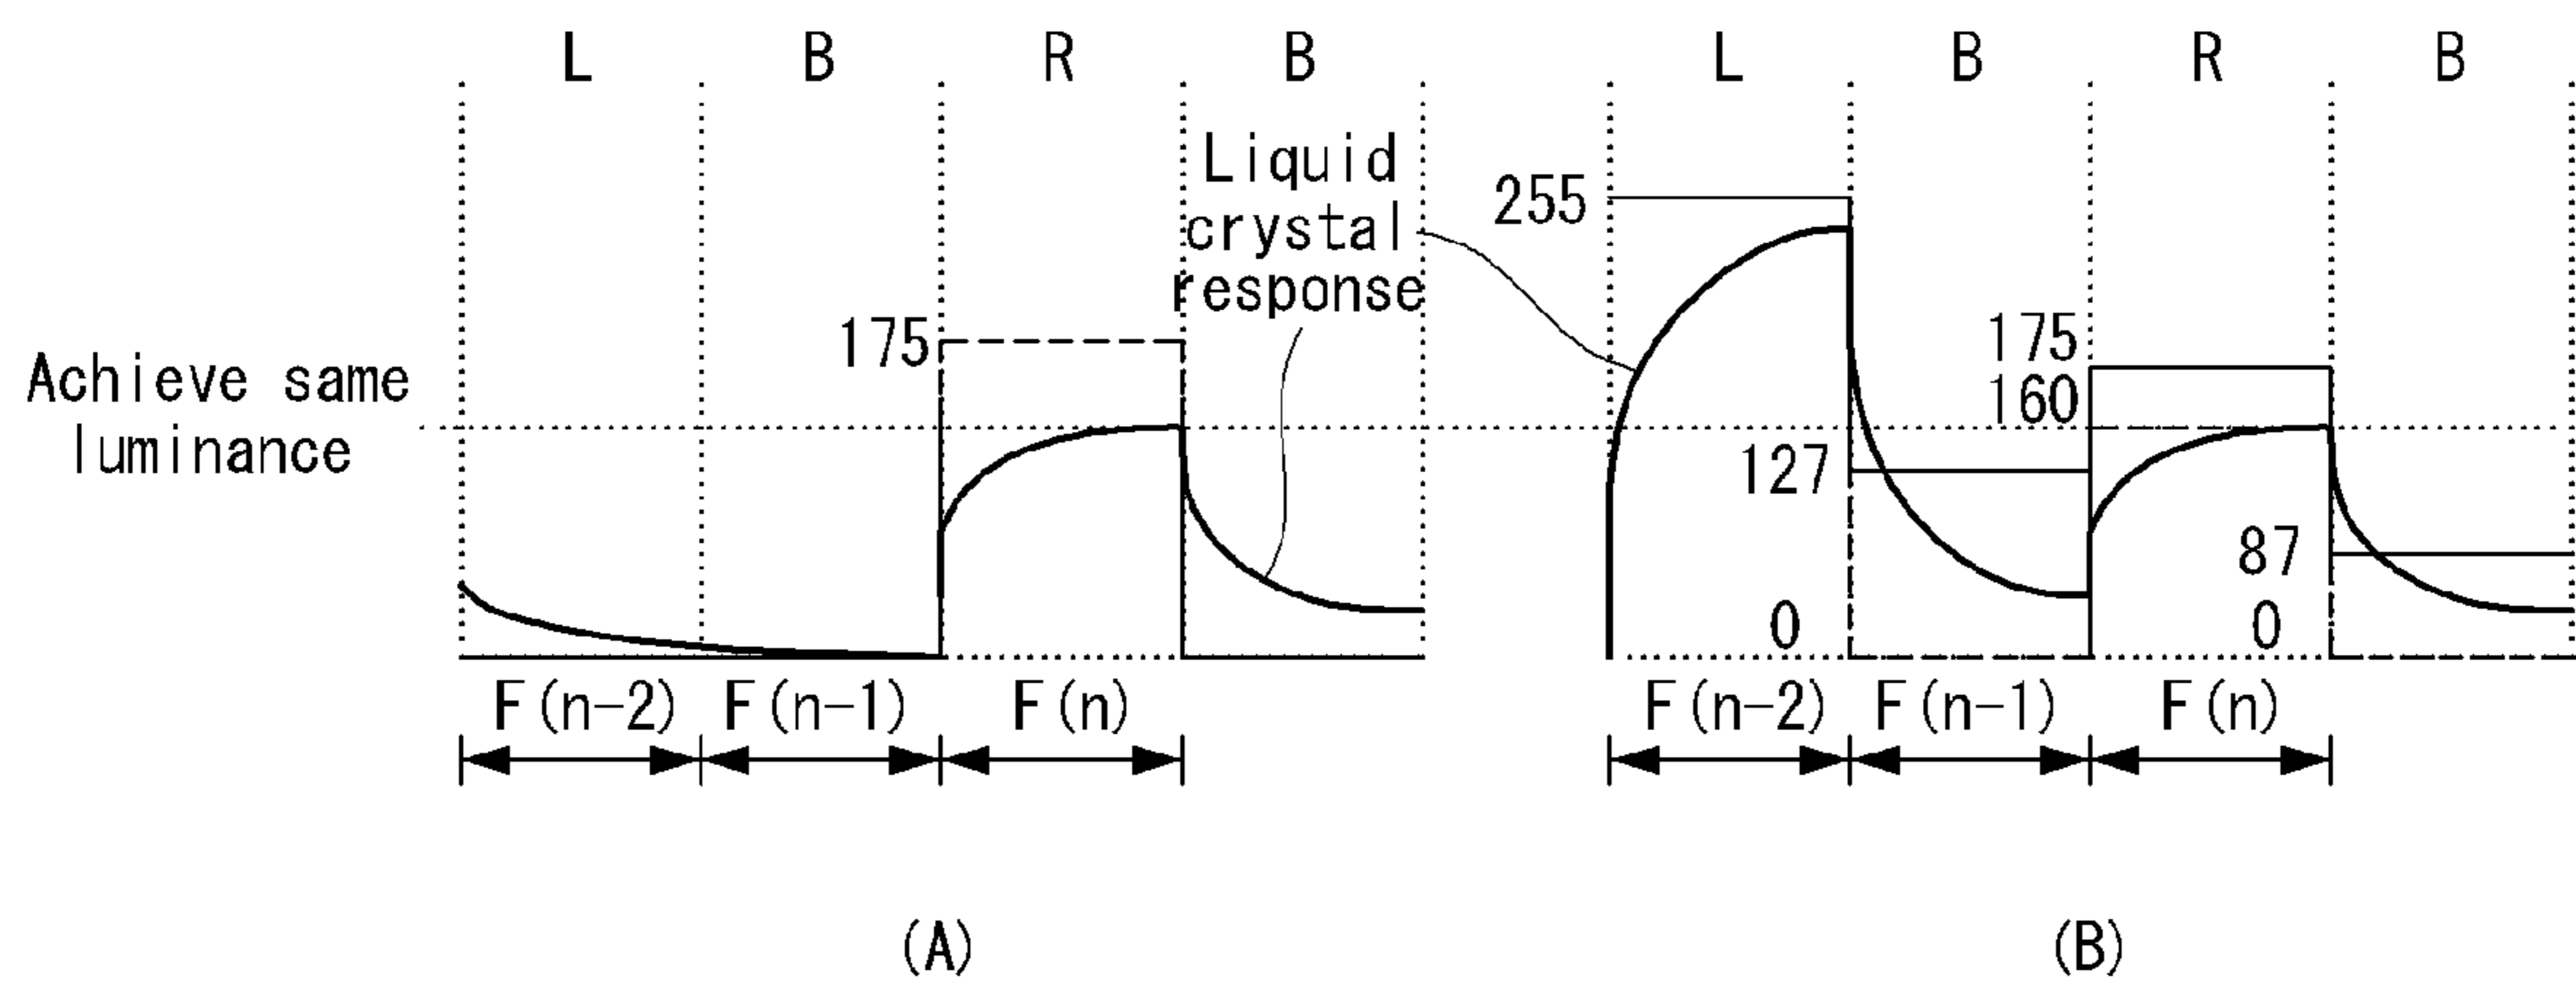 L B R B L B R B
Liquid
crystal
response
255
175
175
160
Achieve same
luminance
127
87
0
0
F(n-2) F(n-1) F(n) F(n-2) F(n-1) F(n)
(A) (B)